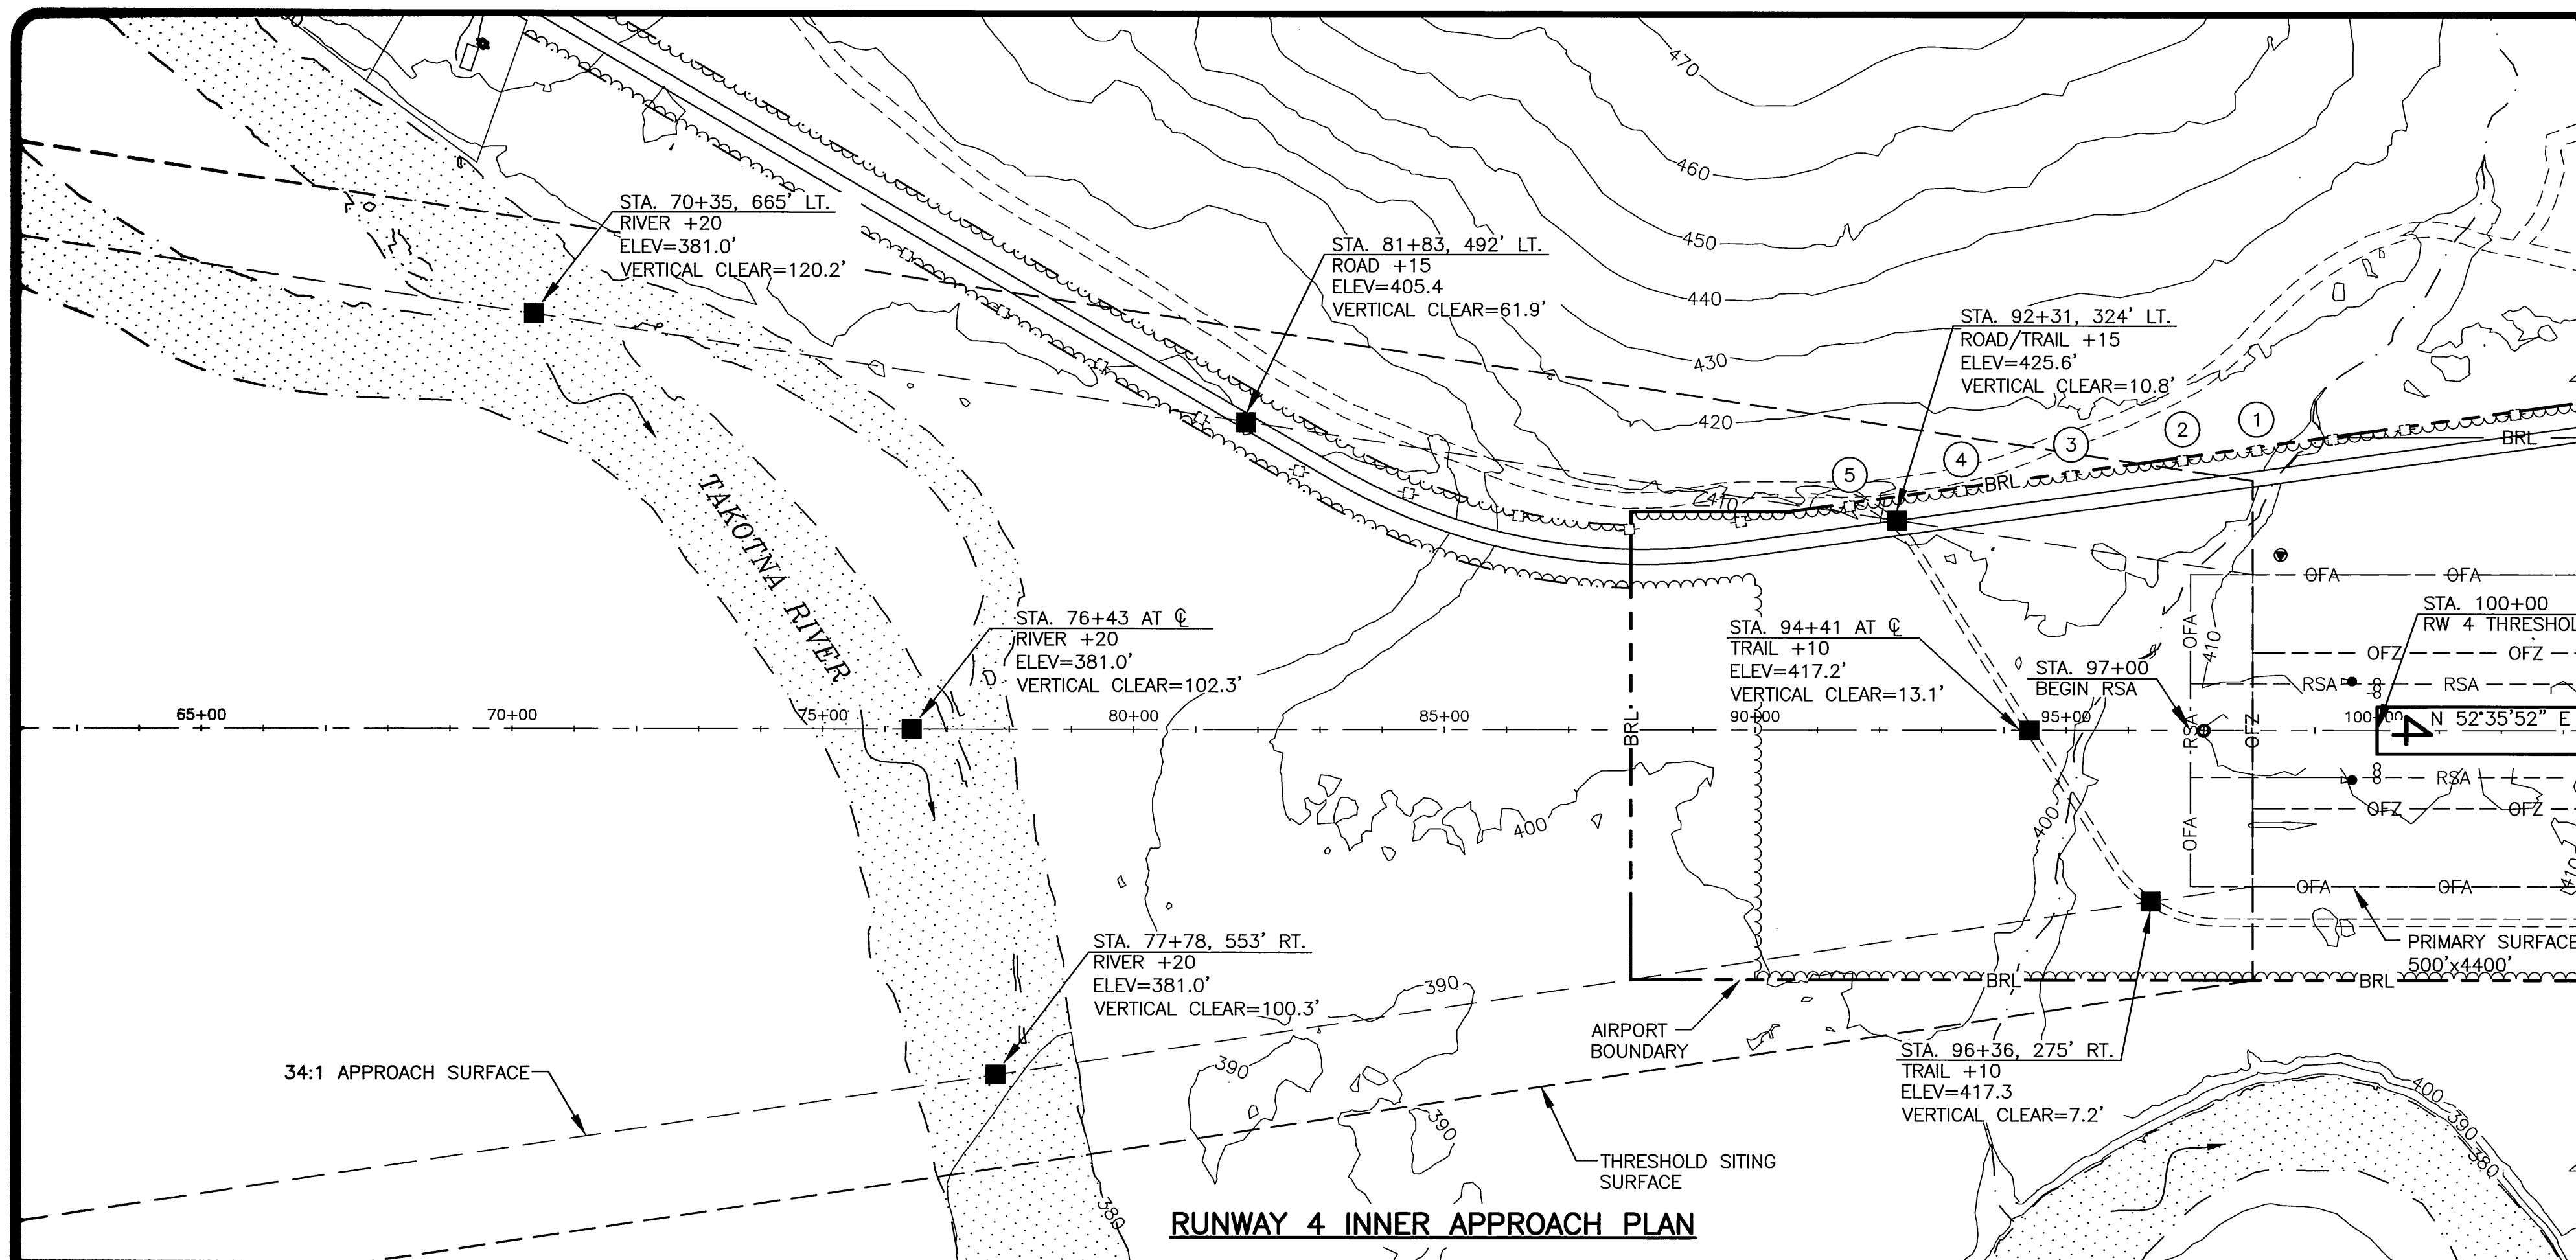 470
460
450
440
430
420
410
STA. 70+35, 665' LT.
RIVER +20
ELEV=381.0'
VERTICAL CLEAR=120.2'
STA. 81+83, 492' LT.
ROAD +15
ELEV=405.4
VERTICAL CLEAR=61.9'
STA. 92+31, 324' LT.
ROAD/TRAIL +15
ELEV=425.6'
VERTICAL CLEAR=10.8'
5
4
3
2
1
BRL
BRL
TAKOTNA RIVER
STA. 76+43 AT ℄
RIVER +20
ELEV=381.0'
VERTICAL CLEAR=102.3'
STA. 94+41 AT ℄
TRAIL +10
ELEV=417.2'
VERTICAL CLEAR=13.1'
STA. 97+00
BEGIN RSA
STA. 100+00
RW 4 THRESHOL
OFA OFA
OFA
410
OFZ OFZ
RSA RSA
65+00 70+00 75+00 80+00 85+00 90+00 95+00 100+00
BRL
RSA
OFZ
4
N 52°35'52" E
RSA
OFZ OFZ
OFA
OFA OFA
400
400
410
PRIMARY SURFACE
500'x4400'
BRL BRL
STA. 77+78, 553' RT.
RIVER +20
ELEV=381.0'
VERTICAL CLEAR=100.3'
390
390
390
380
AIRPORT
BOUNDARY
STA. 96+36, 275' RT.
TRAIL +10
ELEV=417.3
VERTICAL CLEAR=7.2'
34:1 APPROACH SURFACE
THRESHOLD SITING
SURFACE
400
390
380
RUNWAY 4 INNER APPROACH PLAN